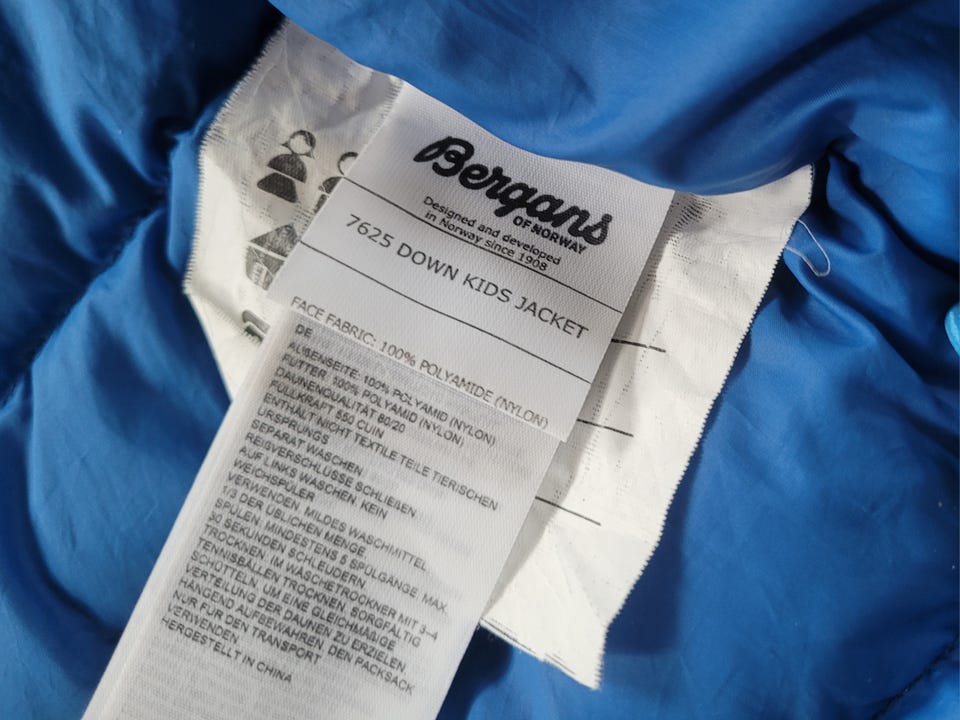 Bergans
OF NORWAY
Designed and developed
in Norway since 1908
7625 DOWN KIDS JACKET
FACE FABRIC: 100% POLYAMIDE (NYLON)
DE
AUßENSEITE: 100% POLYAMID (NYLON)
FUTTER: 100% POLYAMID (NYLON)
DAUNENQUALITÄT 80/20
FÜLLKRAFT 550 CUIN
ENTHÄLT NICHT TEXTILE TEILE TIERISCHEN
URSPRUNGS
SEPARAT WASCHEN
REIßVERSCHLÜSSE SCHLIEßEN
AUF LINKS WASCHEN, KEIN
WEICHSPÜLER
VERWENDEN, MILDES WASCHMITTEL
1/3 DER ÜBLICHEN MENGE
SPÜLEN, MINDESTENS 5 SPÜLGÄNGE, MAX.
30 SEKUNDEN SCHLEUDERN
TROCKNEN, IM WÄSCHETROCKNER MIT 3-4
TENNISBÄLLEN TROCKNEN, SORGFÄLTIG
SCHÜTTELN, UM EINE GLEICHMÄßIGE
VERTEILUNG DER DAUNEN ZU ERZIELEN
HÄNGEND AUFBEWAHREN, DEN PACKSACK
NUR FÜR DEN TRANSPORT
VERWENDEN
HERGESTELLT IN CHINA